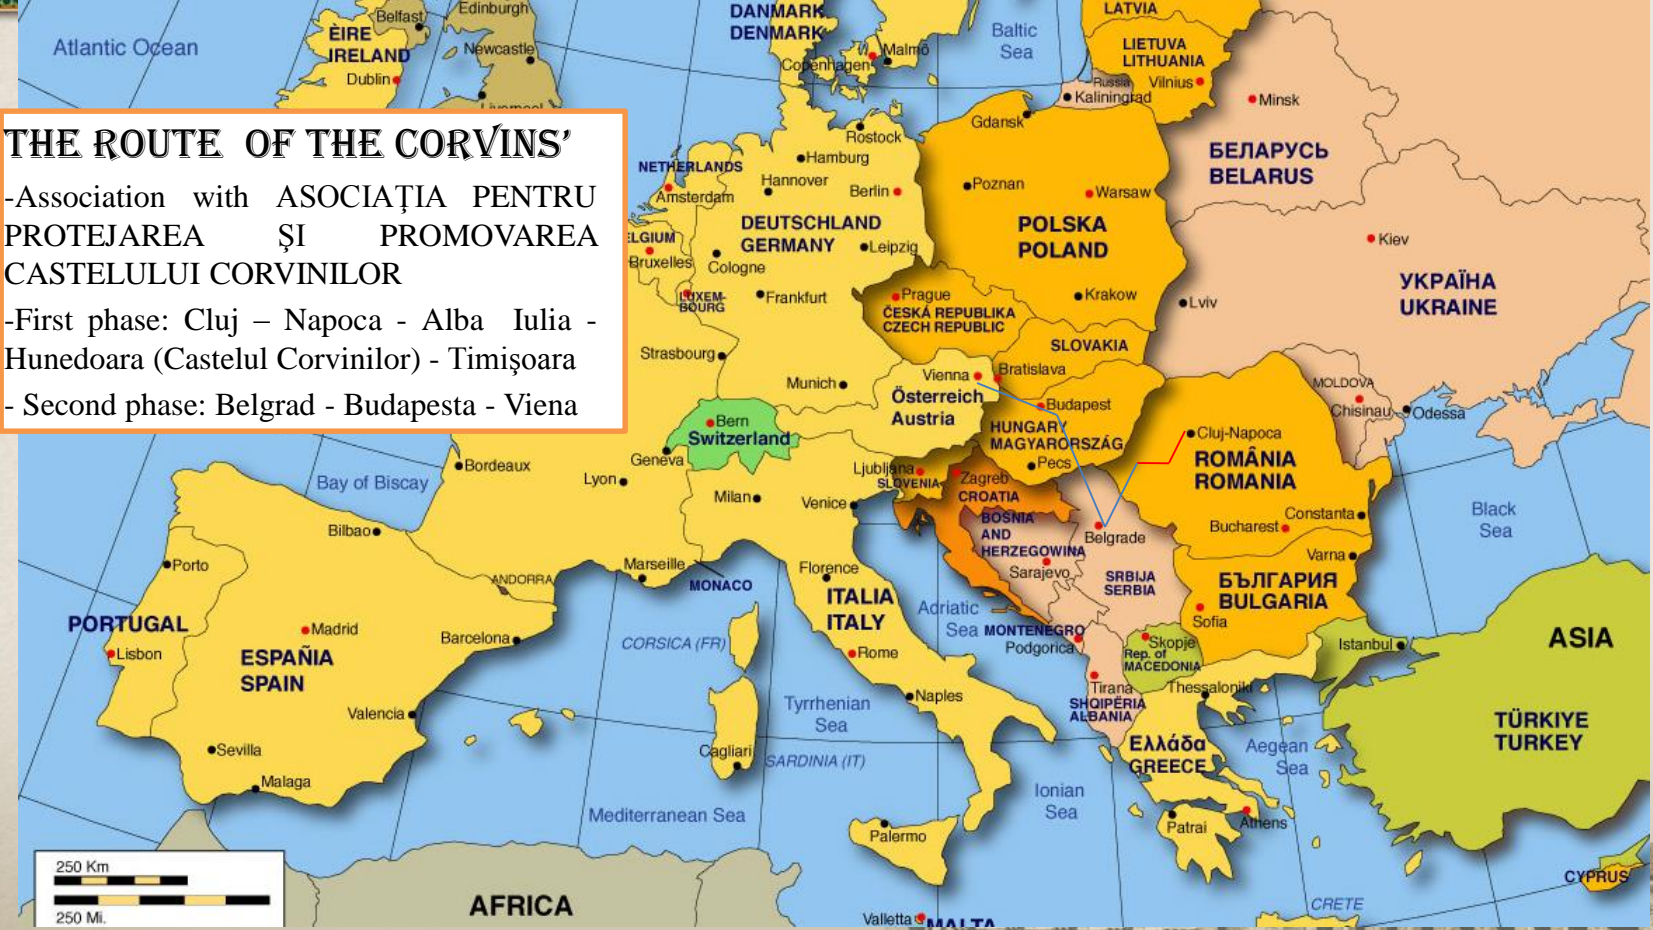 THE ROUTE OF THE CORVINS’
-Association with ASOCIAŢIA PENTRU
PROTEJAREA ŞI PROMOVAREA
CASTELULUI CORVINILOR
-First phase: Cluj – Napoca - Alba Iulia -
Hunedoara (Castelul Corvinilor) - Timişoara
- Second phase: Belgrad - Budapesta - Viena
Atlantic Ocean
ÈIRE
IRELAND
Dublin
Belfast
Edinburgh
Newcastle
DANMARK
DENMARK
Copenhagen
Malmö
Baltic
Sea
LATVIA
LIETUVA
LITHUANIA
Vilnius
Russia
Kaliningrad
Minsk
БЕЛАРУСЬ
BELARUS
Gdansk
Rostock
Hamburg
NETHERLANDS
Amsterdam
Hannover
Berlin
Poznan
Warsaw
DEUTSCHLAND
GERMANY
Leipzig
POLSKA
POLAND
Kiev
ELGIUM
Bruxelles
Cologne
LUXEM-
BOURG
Frankfurt
Prague
ČESKÁ REPUBLIKA
CZECH REPUBLIC
Krakow
Lviv
УКРАЇНА
UKRAINE
Strasbourg
SLOVAKIA
Munich
Vienna
Bratislava
Österreich
Austria
MOLDOVA
Chisinau
Odessa
Bern
Switzerland
Geneva
Budapest
HUNGARY
MAGYARORSZÁG
Pecs
Cluj-Napoca
ROMÂNIA
ROMANIA
Bordeaux
Bay of Biscay
Lyon
Milan
Venice
Ljubljana
SLOVENIA
Zagreb
CROATIA
Constanta
Bucharest
Black
Sea
Bilbao
BOSNIA
AND
HERZEGOWINA
Sarajevo
Belgrade
Varna
Porto
ANDORRA
Marseille
MONACO
Florence
ITALIA
ITALY
SRBIJA
SERBIA
БЪЛГАРИЯ
BULGARIA
Sofia
PORTUGAL
Lisbon
Madrid
Barcelona
CORSICA (FR)
Rome
Adriatic
Sea
MONTENEGRO
Podgorica
Skopje
Rep. of
MACEDONIA
Istanbul
ASIA
ESPAÑIA
SPAIN
Valencia
Tyrrhenian
Sea
Naples
Tirana
SHQIPËRIA
ALBANIA
Thessaloniki
TÜRKIYE
TURKEY
Sevilla
Malaga
Cagliari
SARDINIA (IT)
Ελλάδα
GREECE
Aegean
Sea
Mediterranean Sea
Palermo
Ionian
Sea
Patrai
Athens
250 Km
250 Mi.
AFRICA
Valletta
MALTA
CRETE
CYPRUS